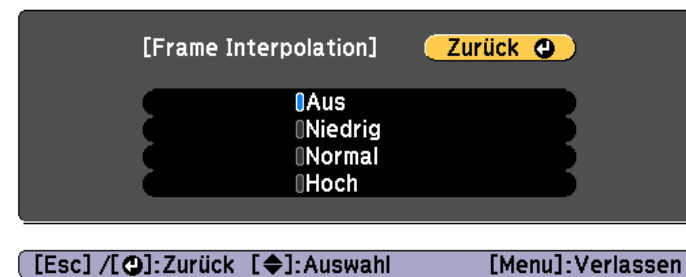 [Frame Interpolation] Zurück
Aus
Niedrig
Normal
Hoch
[Esc] /[⏎]:Zurück [◆]:Auswahl [Menu]:Verlassen